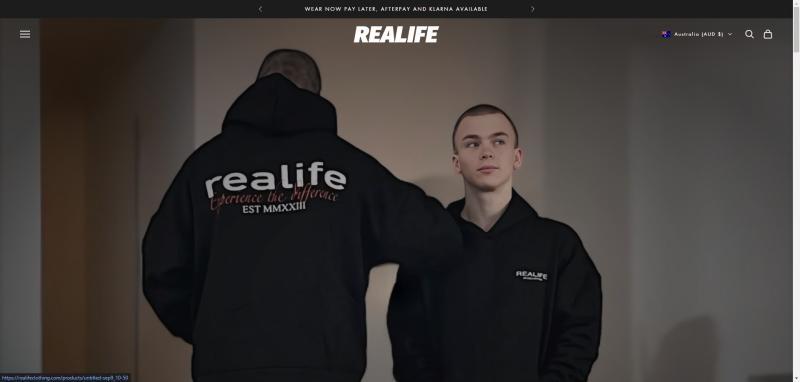 WEAR NOW PAY LATER, AFTERPAY AND KLARNA AVAILABLE
REALIFE
Australia (AUD $)
realife
Experience the difference
EST MMXXIII
REALIFE
https://realifeclothing.com/products/untitled-sep9_10-50